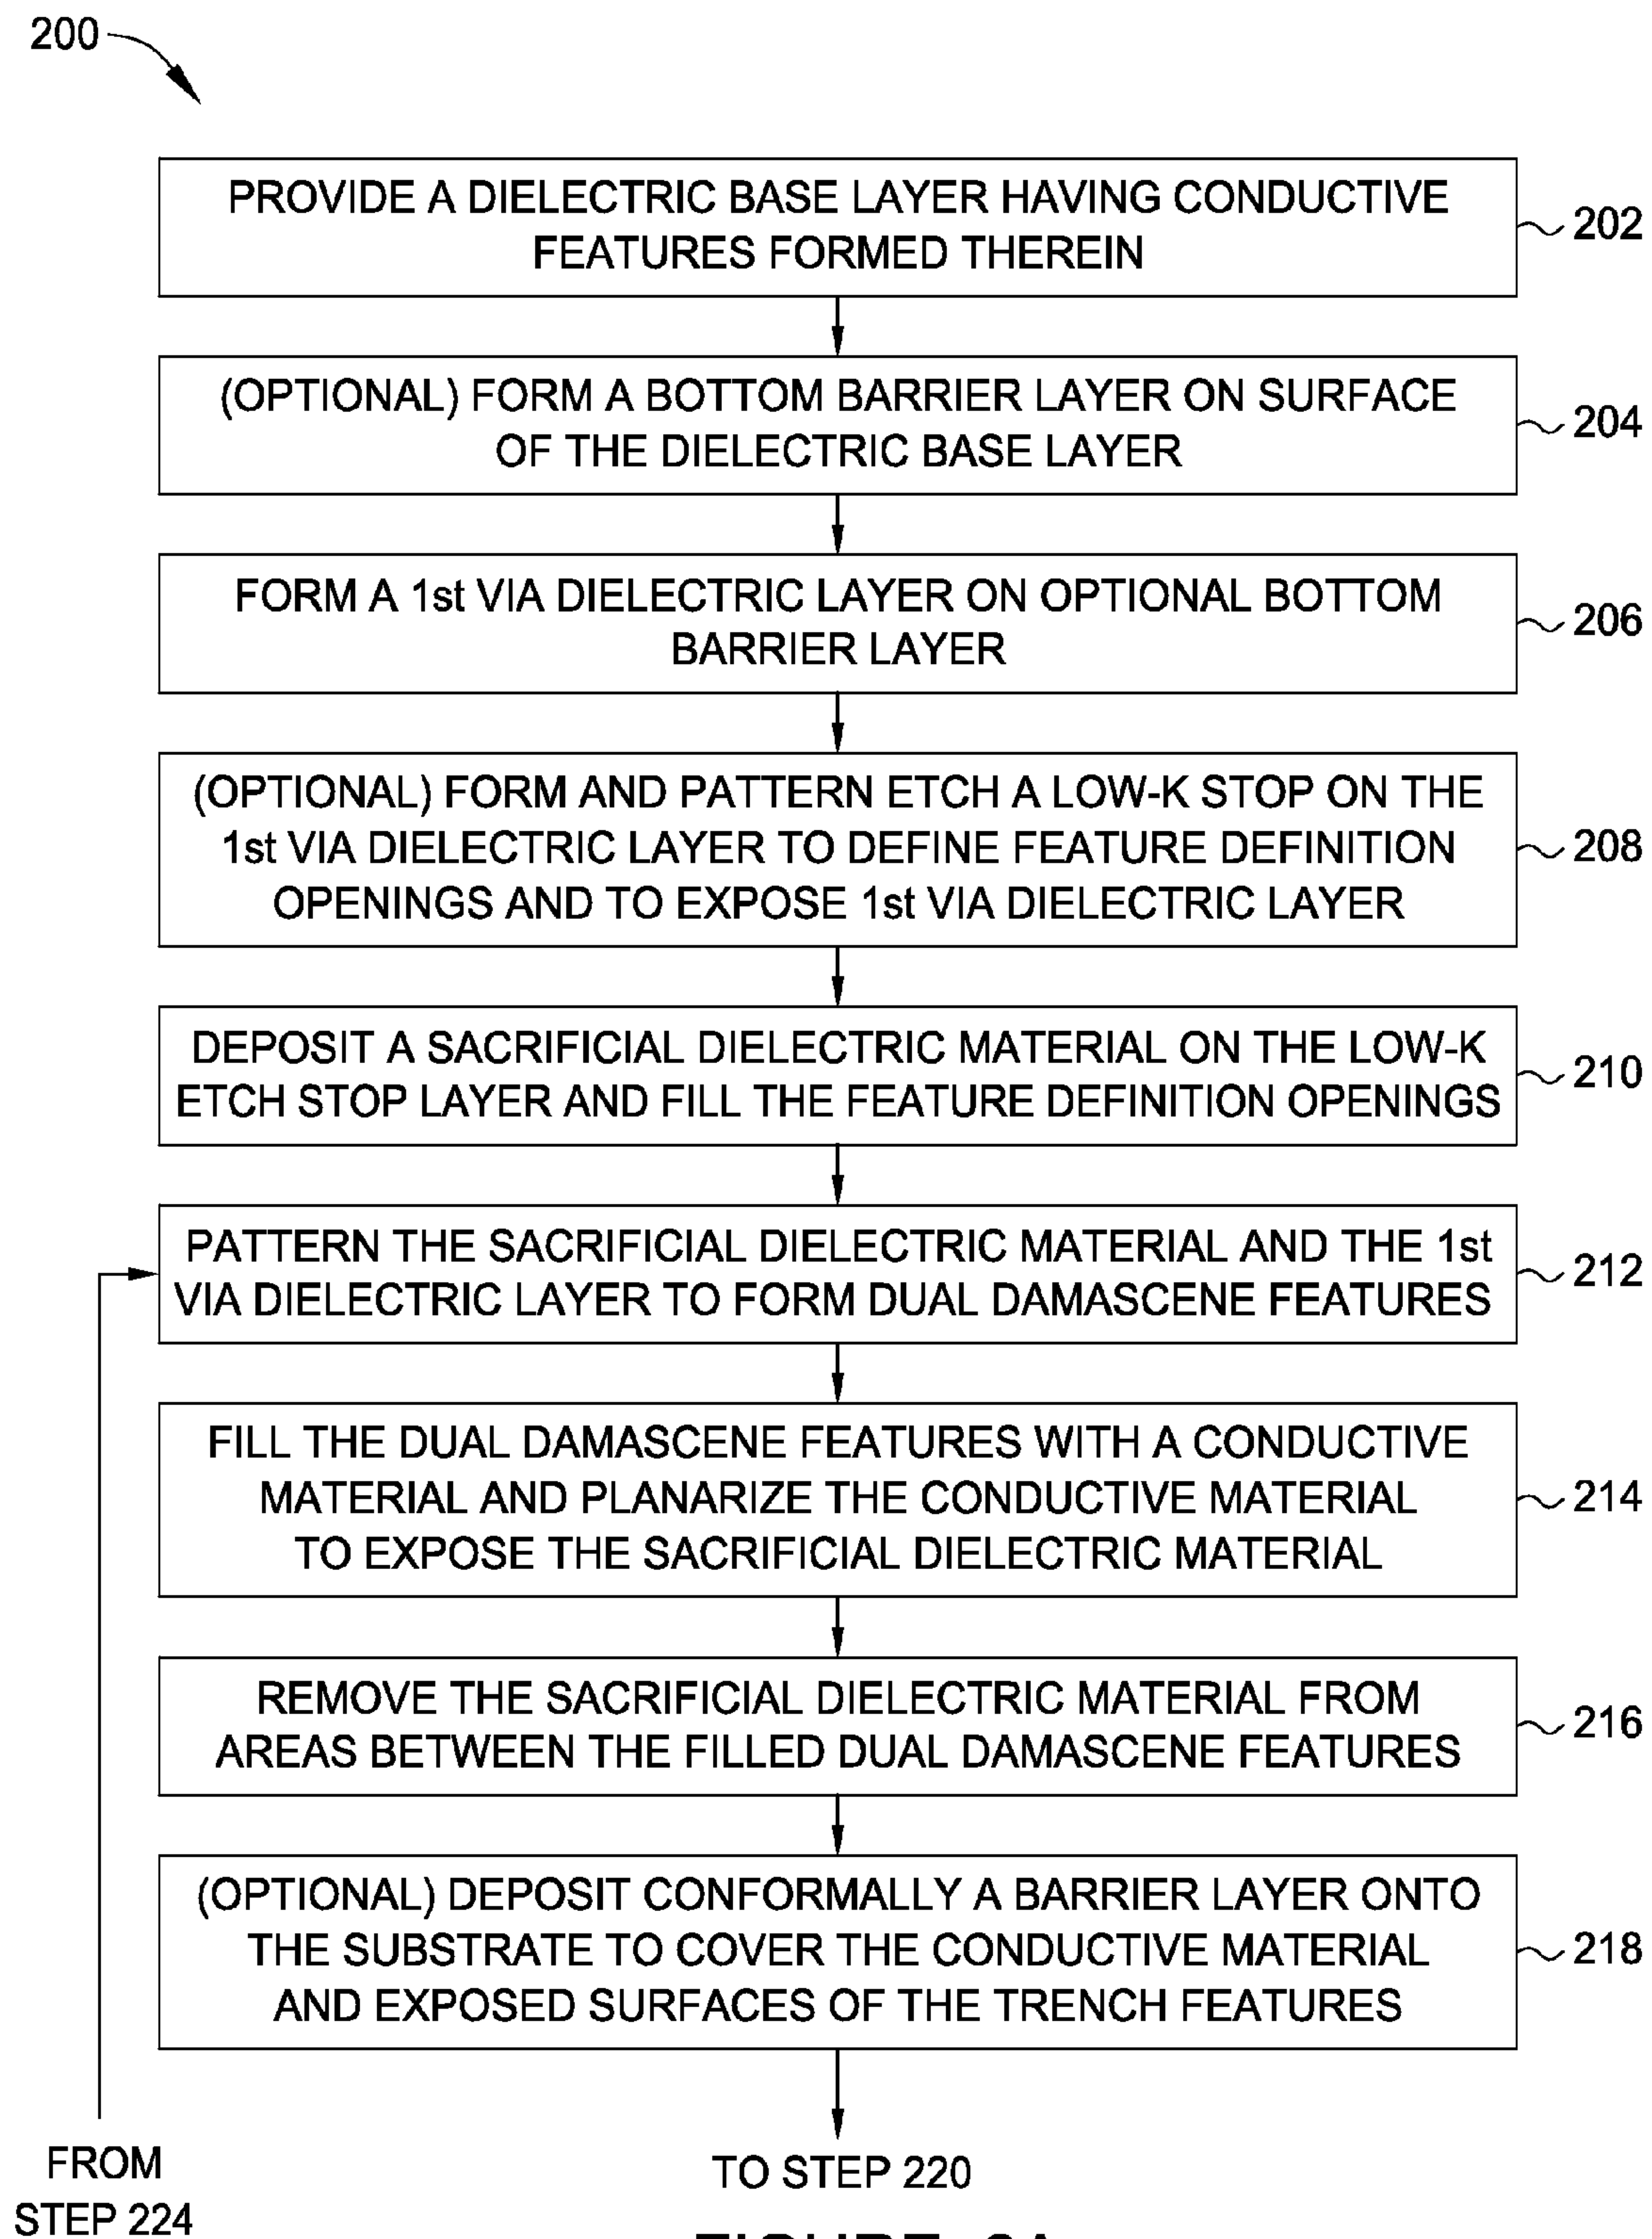 200
PROVIDE A DIELECTRIC BASE LAYER HAVING CONDUCTIVE
FEATURES FORMED THEREIN
202
(OPTIONAL) FORM A BOTTOM BARRIER LAYER ON SURFACE
OF THE DIELECTRIC BASE LAYER
204
FORM A 1st VIA DIELECTRIC LAYER ON OPTIONAL BOTTOM
BARRIER LAYER
206
(OPTIONAL) FORM AND PATTERN ETCH A LOW-K STOP ON THE
1st VIA DIELECTRIC LAYER TO DEFINE FEATURE DEFINITION
OPENINGS AND TO EXPOSE 1st VIA DIELECTRIC LAYER
208
DEPOSIT A SACRIFICIAL DIELECTRIC MATERIAL ON THE LOW-K
ETCH STOP LAYER AND FILL THE FEATURE DEFINITION OPENINGS
210
PATTERN THE SACRIFICIAL DIELECTRIC MATERIAL AND THE 1st
VIA DIELECTRIC LAYER TO FORM DUAL DAMASCENE FEATURES
212
FILL THE DUAL DAMASCENE FEATURES WITH A CONDUCTIVE
MATERIAL AND PLANARIZE THE CONDUCTIVE MATERIAL
TO EXPOSE THE SACRIFICIAL DIELECTRIC MATERIAL
214
REMOVE THE SACRIFICIAL DIELECTRIC MATERIAL FROM
AREAS BETWEEN THE FILLED DUAL DAMASCENE FEATURES
216
(OPTIONAL) DEPOSIT CONFORMALLY A BARRIER LAYER ONTO
THE SUBSTRATE TO COVER THE CONDUCTIVE MATERIAL
AND EXPOSED SURFACES OF THE TRENCH FEATURES
218
FROM
STEP 224
TO STEP 220